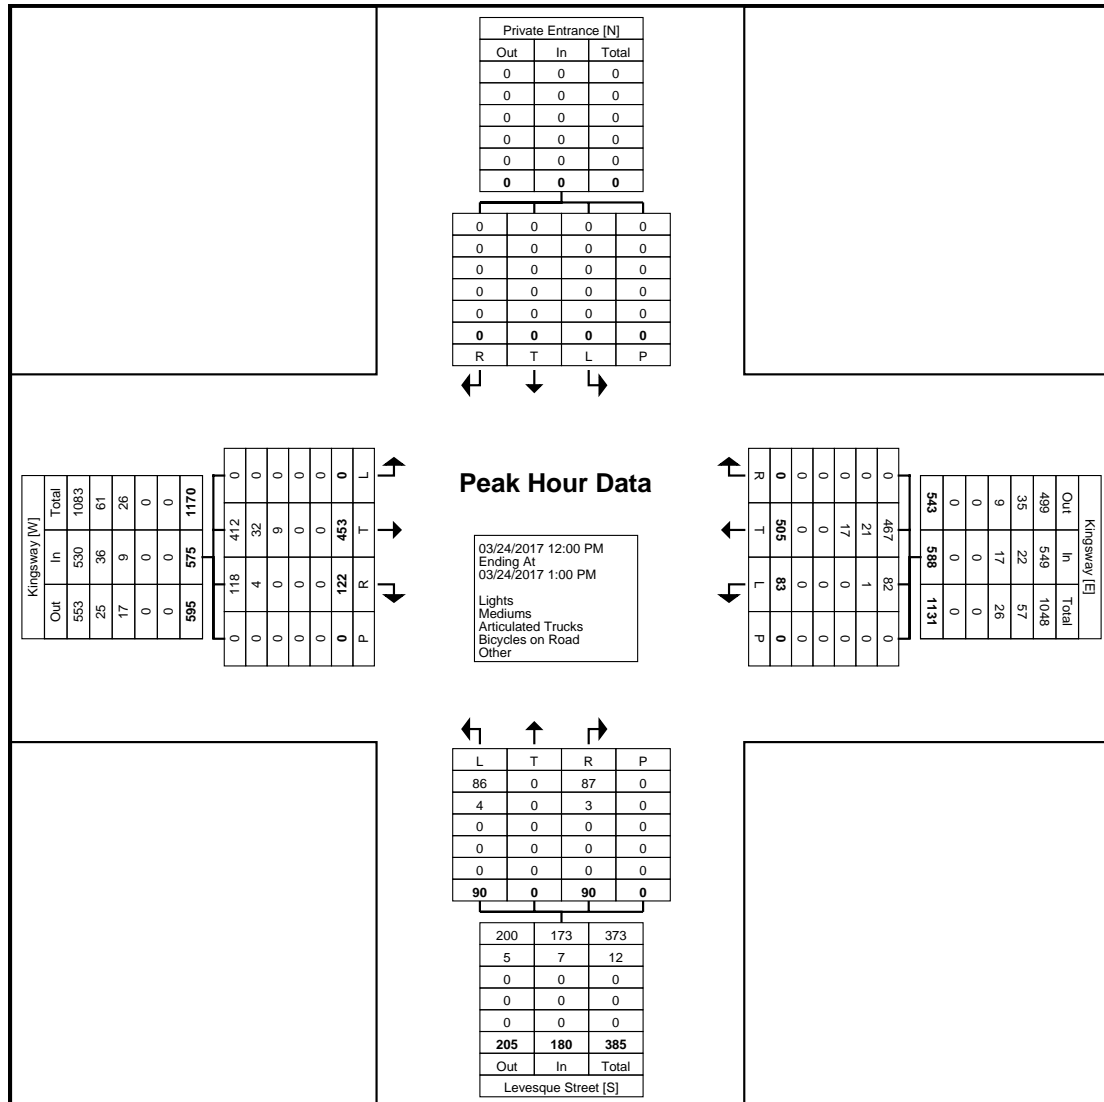 Private Entrance [N]
Out In Total
0 0 0
0 0 0
0 0 0
0 0 0
0 0 0
0 0 0
0 0 0 0
0 0 0 0
0 0 0 0
0 0 0 0
0 0 0 0
0 0 0 0
R T L P
Kingsway [W]
Total In Out
1083 530 553
61 36 25
26 9 17
0 0 0
0 0 0
1170 575 595
0 412 118 0
0 32 4 0
0 9 0 0
0 0 0 0
0 0 0 0
0 453 122 0
L T R P
Peak Hour Data
03/24/2017 12:00 PM
Ending At
03/24/2017 1:00 PM
Lights
Mediums
Articulated Trucks
Bicycles on Road
Other
Kingsway [E]
Out In Total
499 549 1048
35 22 57
9 17 26
0 0 0
0 0 0
543 588 1131
0 467 82 0
0 21 1 0
0 17 0 0
0 0 0 0
0 0 0 0
0 505 83 0
R T L P
L T R P
86 0 87 0
4 0 3 0
0 0 0 0
0 0 0 0
0 0 0 0
90 0 90 0
200 173 373
5 7 12
0 0 0
0 0 0
0 0 0
205 180 385
Out In Total
Levesque Street [S]